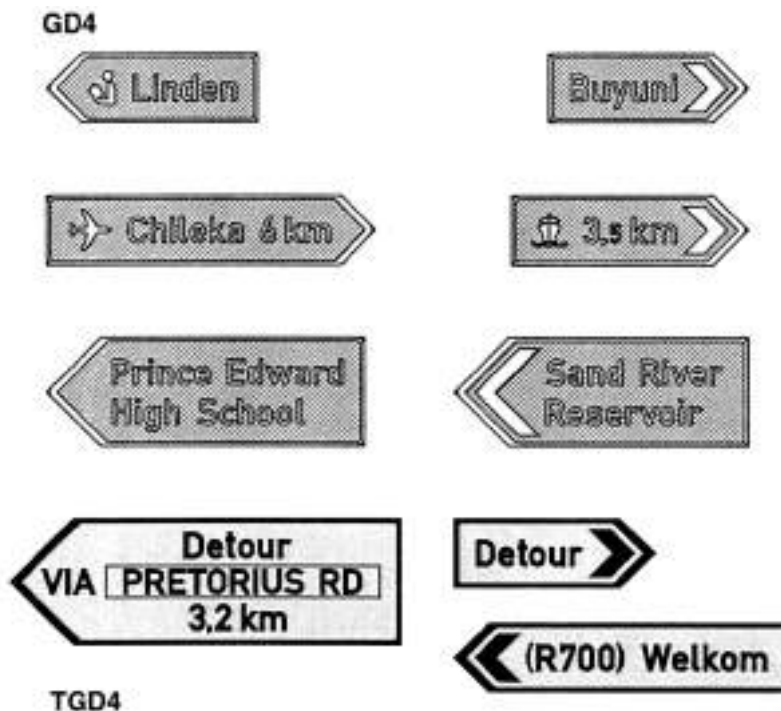 GD4
Linden
Buyuni
Chileka 6 km
3,5 km
Prince Edward
High School
Sand River
Reservoir
Detour
VIA PRETORIUS RD
3,2 km
Detour
(R700) Welkom
TGD4